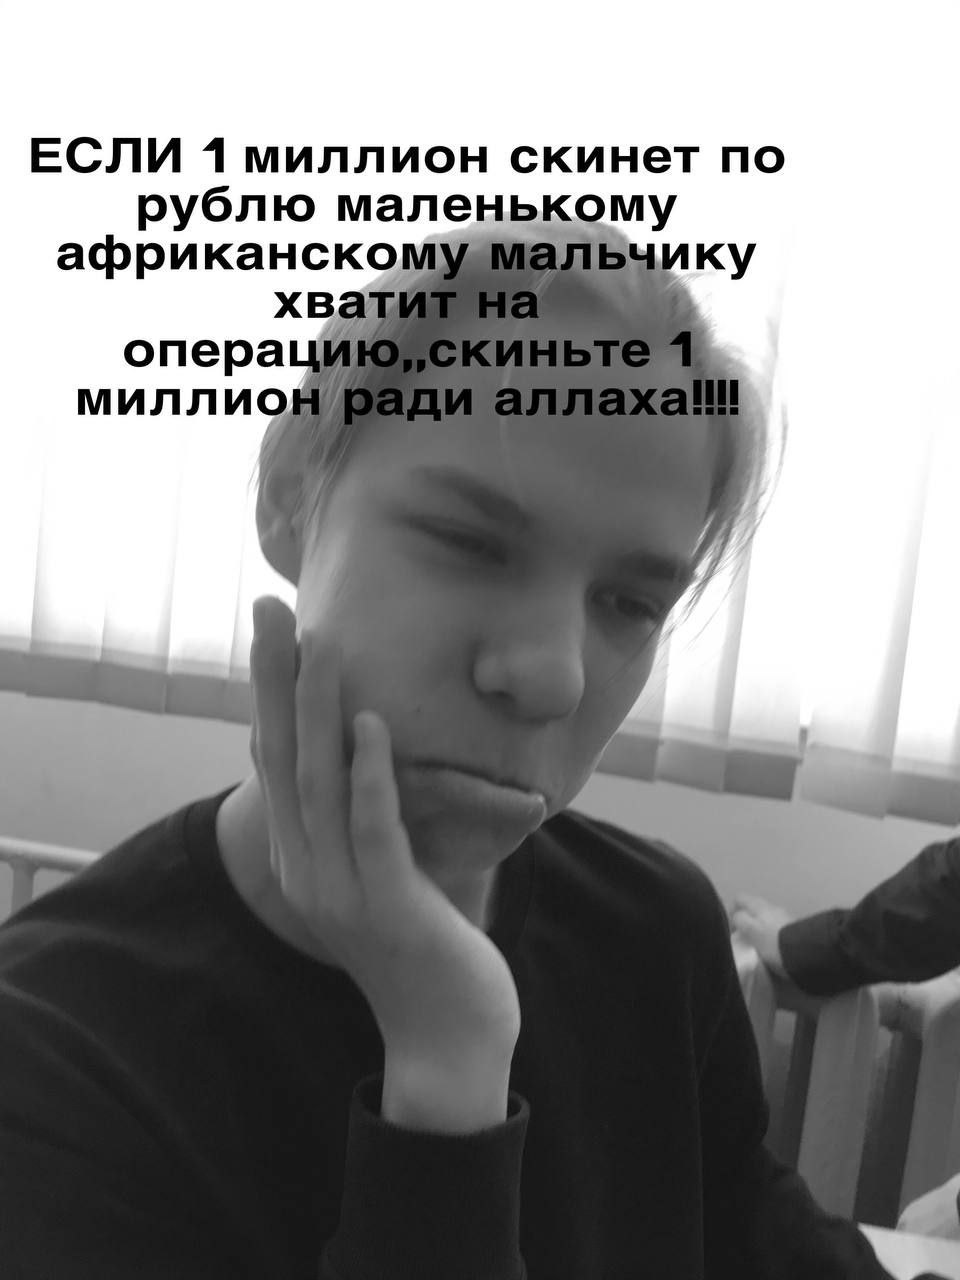 ЕСЛИ 1 миллион скинет по
рублю маленькому
африканскому мальчику
хватит на
операцию,,скиньте 1
миллион ради аллаха!!!!